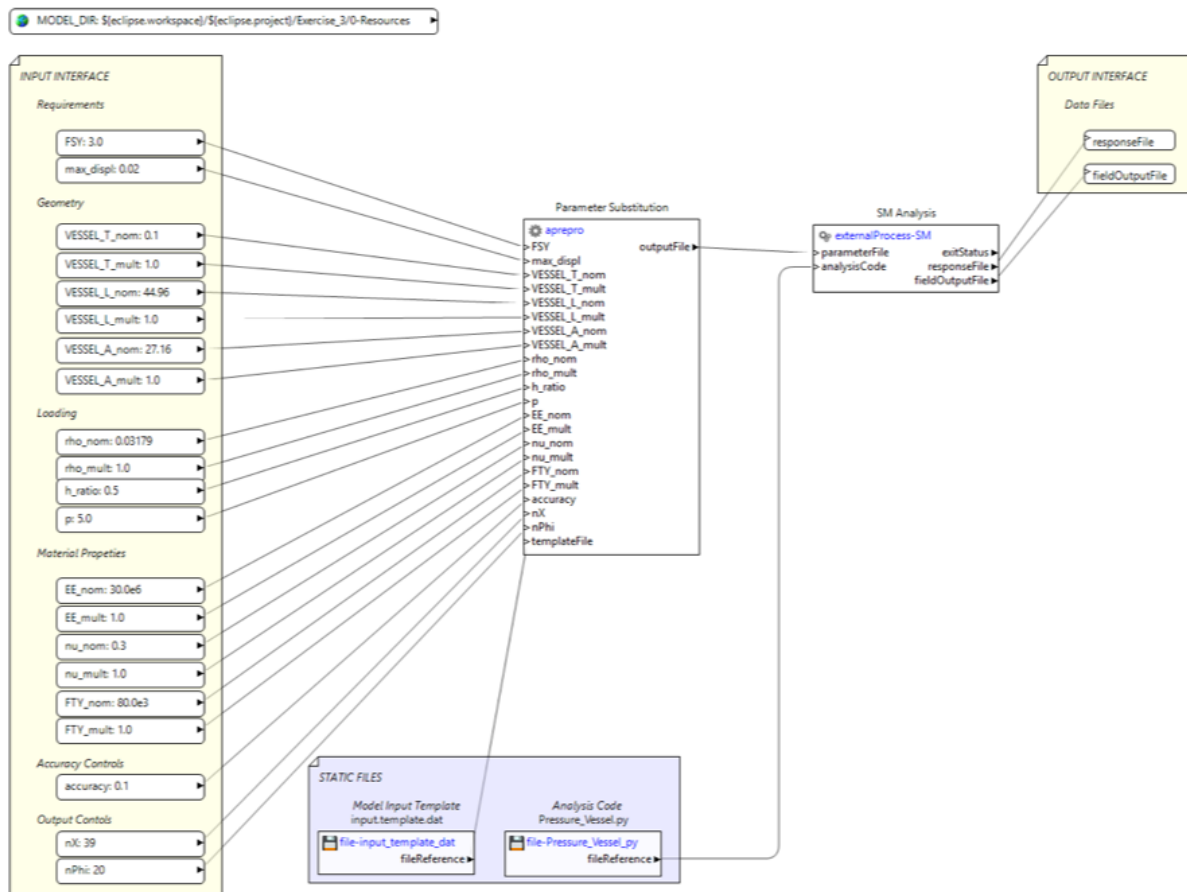 MODEL_DIR: ${eclipse.workspace}/${eclipse.project}/Exercise_3/0-Resources
INPUT INTERFACE
Requirements
FSY: 3.0
max_displ: 0.02
Geometry
VESSEL_T_nom: 0.1
VESSEL_T_mult: 1.0
VESSEL_L_nom: 44.96
VESSEL_L_mult: 1.0
VESSEL_A_nom: 27.16
VESSEL_A_mult: 1.0
Loading
rho_nom: 0.03179
rho_mult: 1.0
h_ratio: 0.5
p: 5.0
Material Propeties
EE_nom: 30.0e6
EE_mult: 1.0
nu_nom: 0.3
nu_mult: 1.0
FTY_nom: 80.0e3
FTY_mult: 1.0
Accuracy Controls
accuracy: 0.1
Output Contols
nX: 39
nPhi: 20
Parameter Substitution
aprepro
FSY outputFile
max_displ
VESSEL_T_nom
VESSEL_T_mult
VESSEL_L_nom
VESSEL_L_mult
VESSEL_A_nom
VESSEL_A_mult
rho_nom
rho_mult
h_ratio
p
EE_nom
EE_mult
nu_nom
nu_mult
FTY_nom
FTY_mult
accuracy
nX
nPhi
templateFile
STATIC FILES
Model Input Template
input.template.dat
file-input_template_dat
fileReference
Analysis Code
Pressure_Vessel.py
file-Pressure_Vessel_py
fileReference
SM Analysis
externalProcess-SM
parameterFile exitStatus
analysisCode responseFile
fieldOutputFile
OUTPUT INTERFACE
Data Files
responseFile
fieldOutputFile